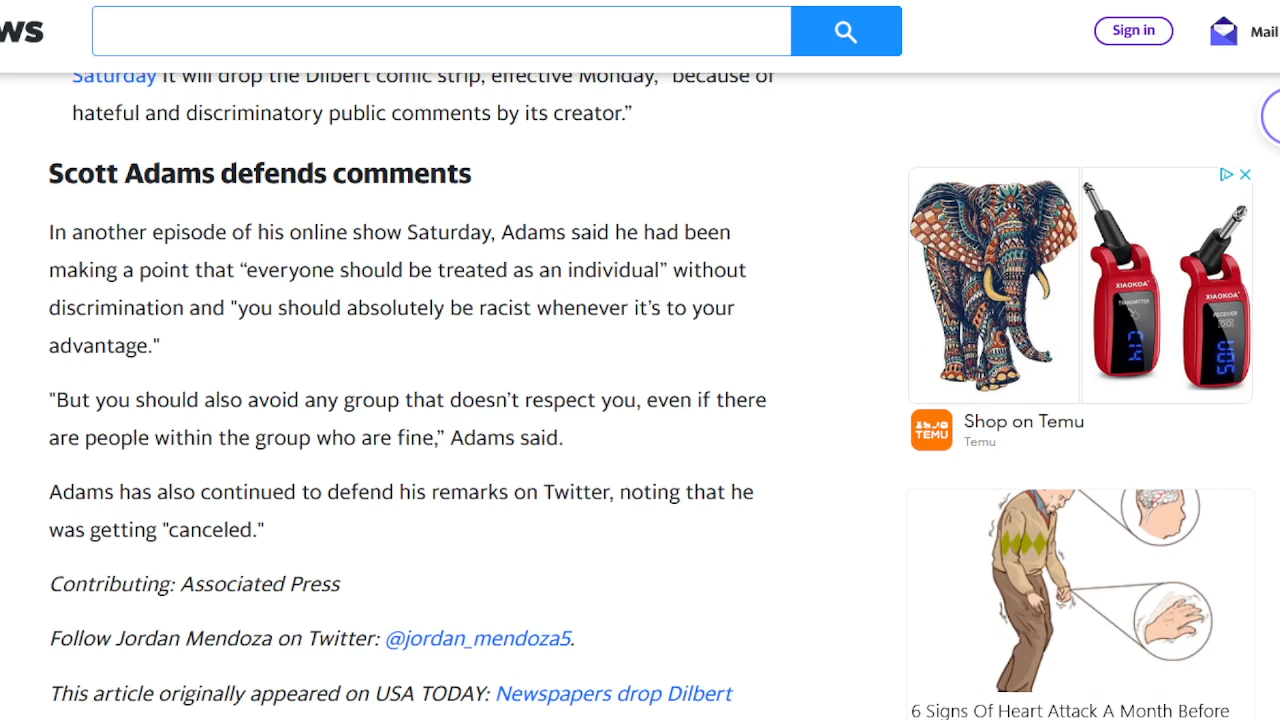 ws
Sign in
Mail
Saturday it will drop the Dilbert comic strip, effective Monday, “because of
hateful and discriminatory public comments by its creator.”
Scott Adams defends comments
In another episode of his online show Saturday, Adams said he had been
making a point that “everyone should be treated as an individual” without
discrimination and "you should absolutely be racist whenever it’s to your
advantage."
"But you should also avoid any group that doesn’t respect you, even if there
are people within the group who are fine,” Adams said.
Adams has also continued to defend his remarks on Twitter, noting that he
was getting "canceled."
Contributing: Associated Press
Follow Jordan Mendoza on Twitter: @jordan_mendoza5.
This article originally appeared on USA TODAY: Newspapers drop Dilbert
XIAOKOA
TRANSMITTER
XIAOKOA
RECEIVER
TEMU
Shop on Temu
Temu
6 Signs Of Heart Attack A Month Before